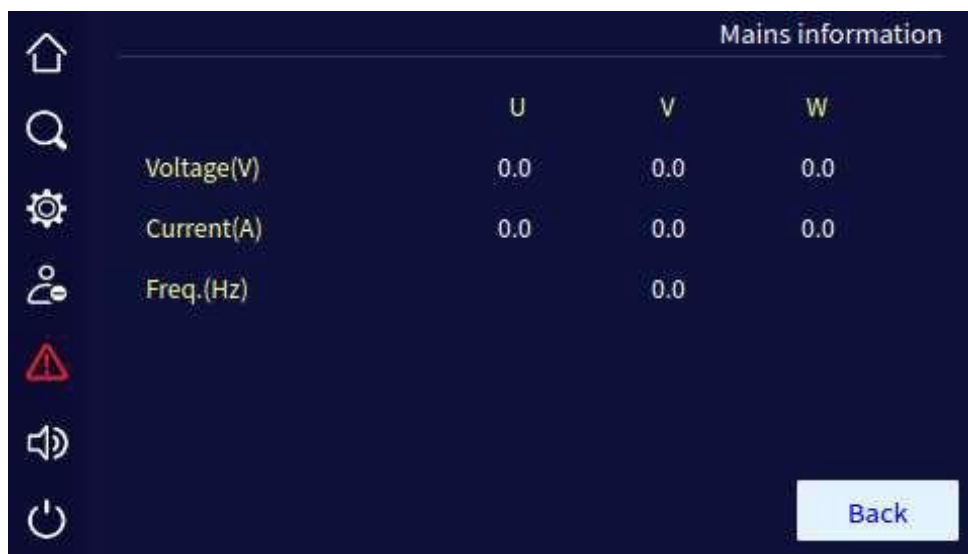 Mains information
U V W
Voltage(V) 0.0 0.0 0.0
Current(A) 0.0 0.0 0.0
Freq.(Hz) 0.0
Back